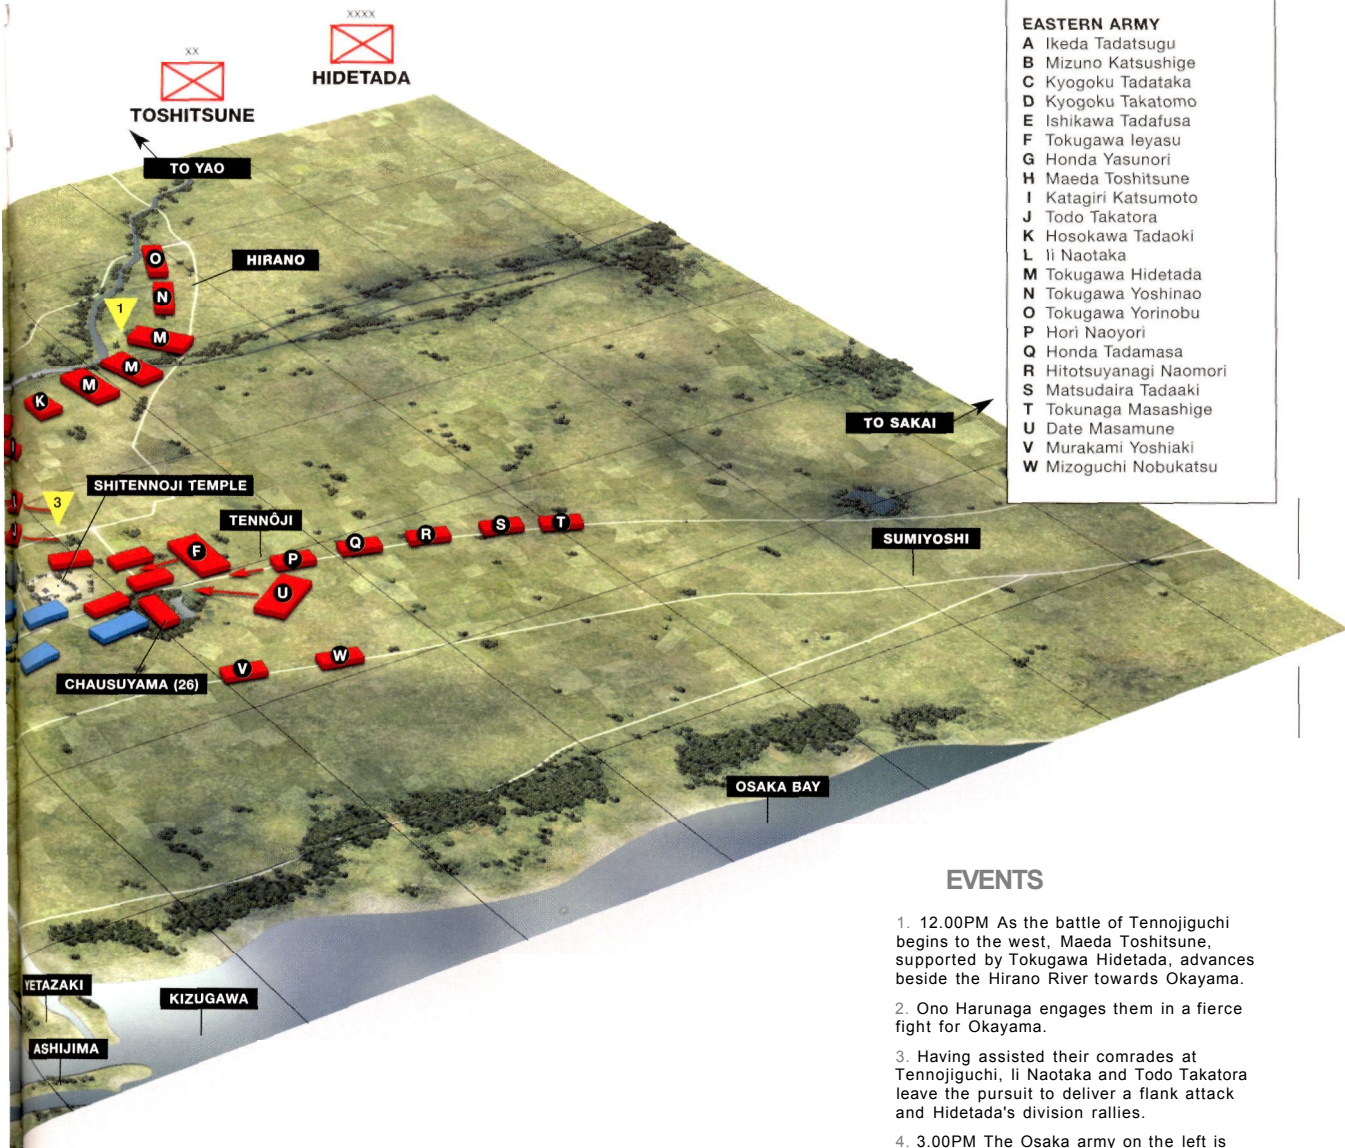 XXXX
HIDETADA
XX
TOSHITSUNE
TO YAO
O
HIRANO
N
1
M
M
M
K
TO SAKAI
SHITENNOJI TEMPLE
3
TENNÔJI
F
P
Q
R
S
T
SUMIYOSHI
U
V
W
CHAUSUYAMA (26)
OSAKA BAY
YETAZAKI
KIZUGAWA
ASHIJIMA
EASTERN ARMY
A Ikeda Tadatsugu
B Mizuno Katsushige
C Kyogoku Tadataka
D Kyogoku Takatomo
E Ishikawa Tadafusa
F Tokugawa Ieyasu
G Honda Yasunori
H Maeda Toshitsune
I Katagiri Katsumoto
J Todo Takatora
K Hosokawa Tadaoki
L Ii Naotaka
M Tokugawa Hidetada
N Tokugawa Yoshinao
O Tokugawa Yorinobu
P Hori Naoyori
Q Honda Tadamasa
R Hitotsuyanagi Naomori
S Matsudaira Tadaaki
T Tokunaga Masashige
U Date Masamune
V Murakami Yoshiaki
W Mizoguchi Nobukatsu
EVENTS
1. 12.00PM As the battle of Tennojiguchi
begins to the west, Maeda Toshitsune,
supported by Tokugawa Hidetada, advances
beside the Hirano River towards Okayama.
2. Ono Harunaga engages them in a fierce
fight for Okayama.
3. Having assisted their comrades at
Tennojiguchi, Ii Naotaka and Todo Takatora
leave the pursuit to deliver a flank attack
and Hidetada's division rallies.
4. 3.00PM The Osaka army on the left is